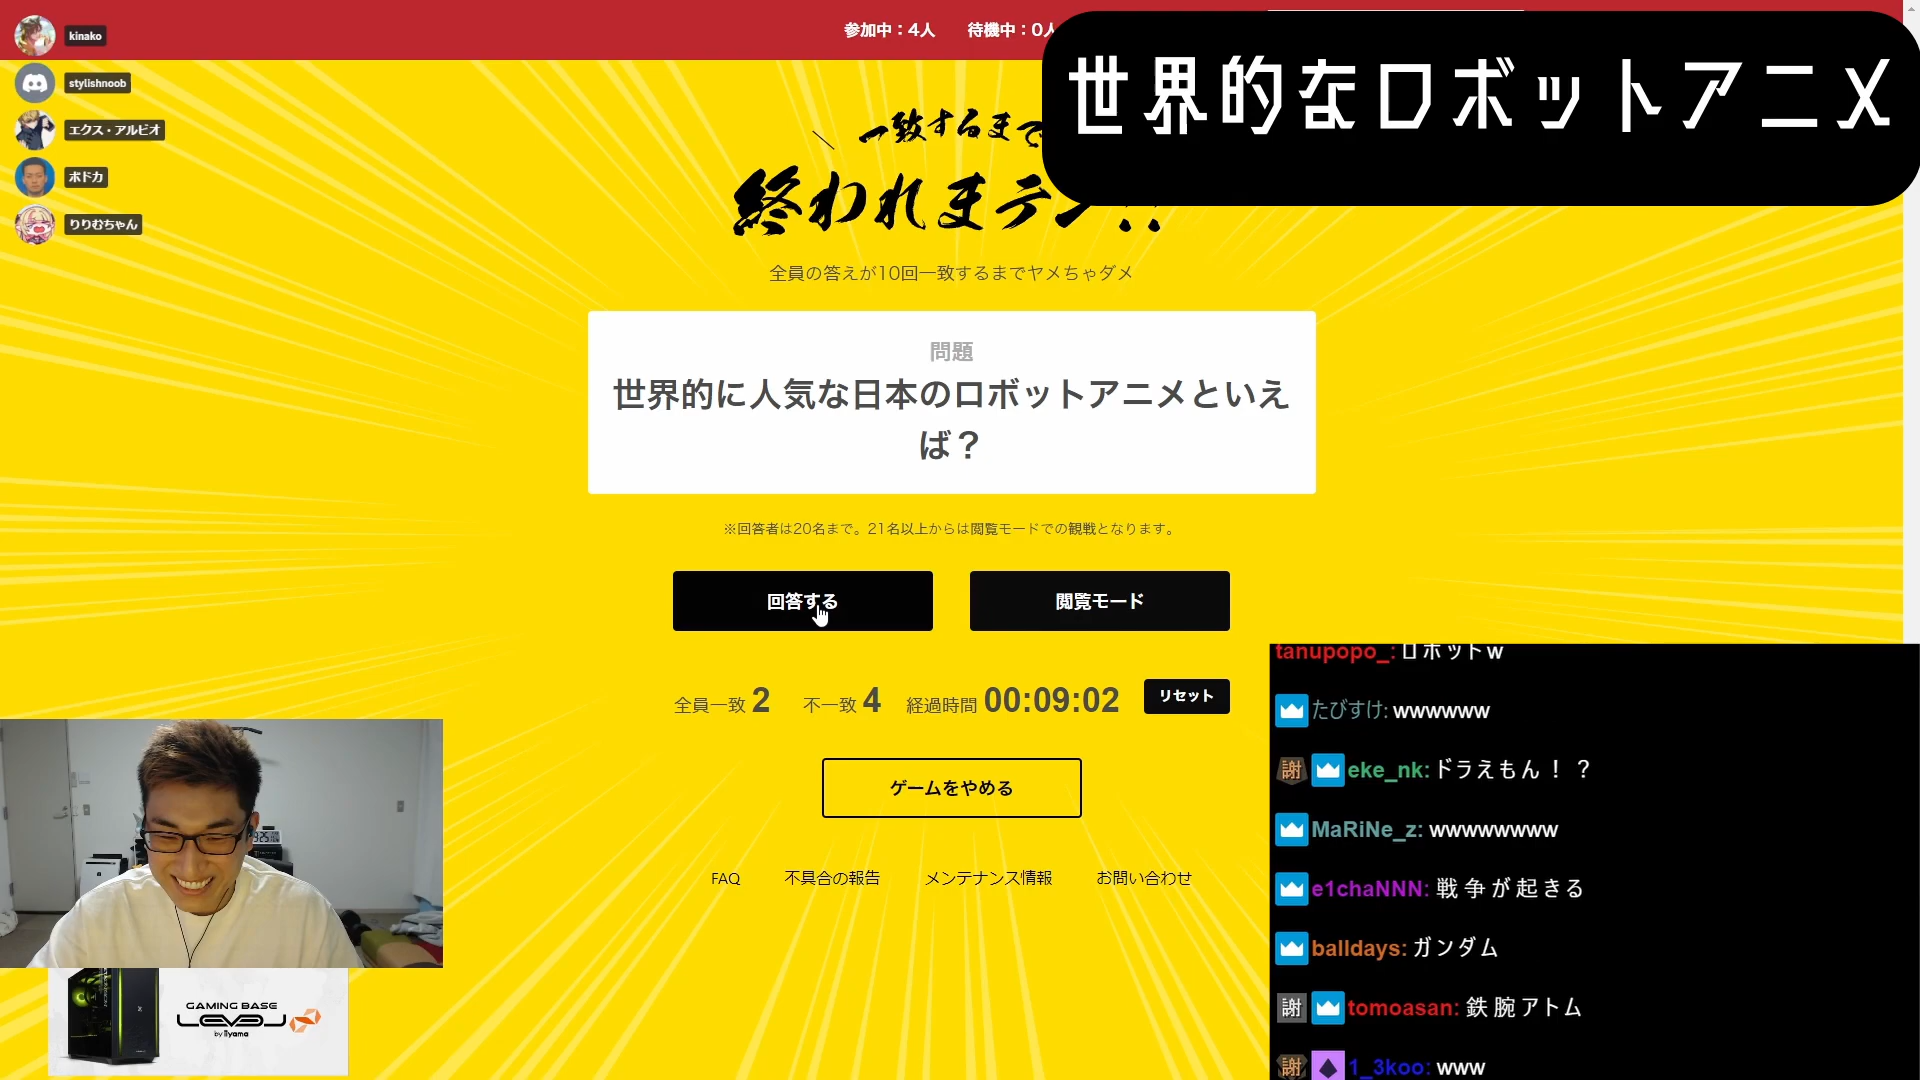 kinako
stylishnoob
エクス・アルビオ
ボドカ
りりむちゃん
参加中：4人 待機中：0人
世界的なロボットアニメ
一致するまで
終われまテン!!
全員の答えが10回一致するまでヤメちゃダメ
問題
世界的に人気な日本のロボットアニメといえ
ば？
※回答者は20名まで。21名以上からは閲覧モードでの観戦となります。
回答する
閲覧モード
全員一致 2 不一致 4 経過時間 00:09:02 リセット
ゲームをやめる
FAQ 不具合の報告 メンテナンス情報 お問い合わせ
tanupopo_: ロボットw
たびすけ: wwwwww
謝 eke_nk: ドラえもん！？
MaRiNe_z: wwwwwwww
e1chaNNN: 戦争が起きる
balldays: ガンダム
謝 tomoasan: 鉄腕アトム
謝 1_3koo: www
GAMING BASE
LEVEL∞
by iiyama